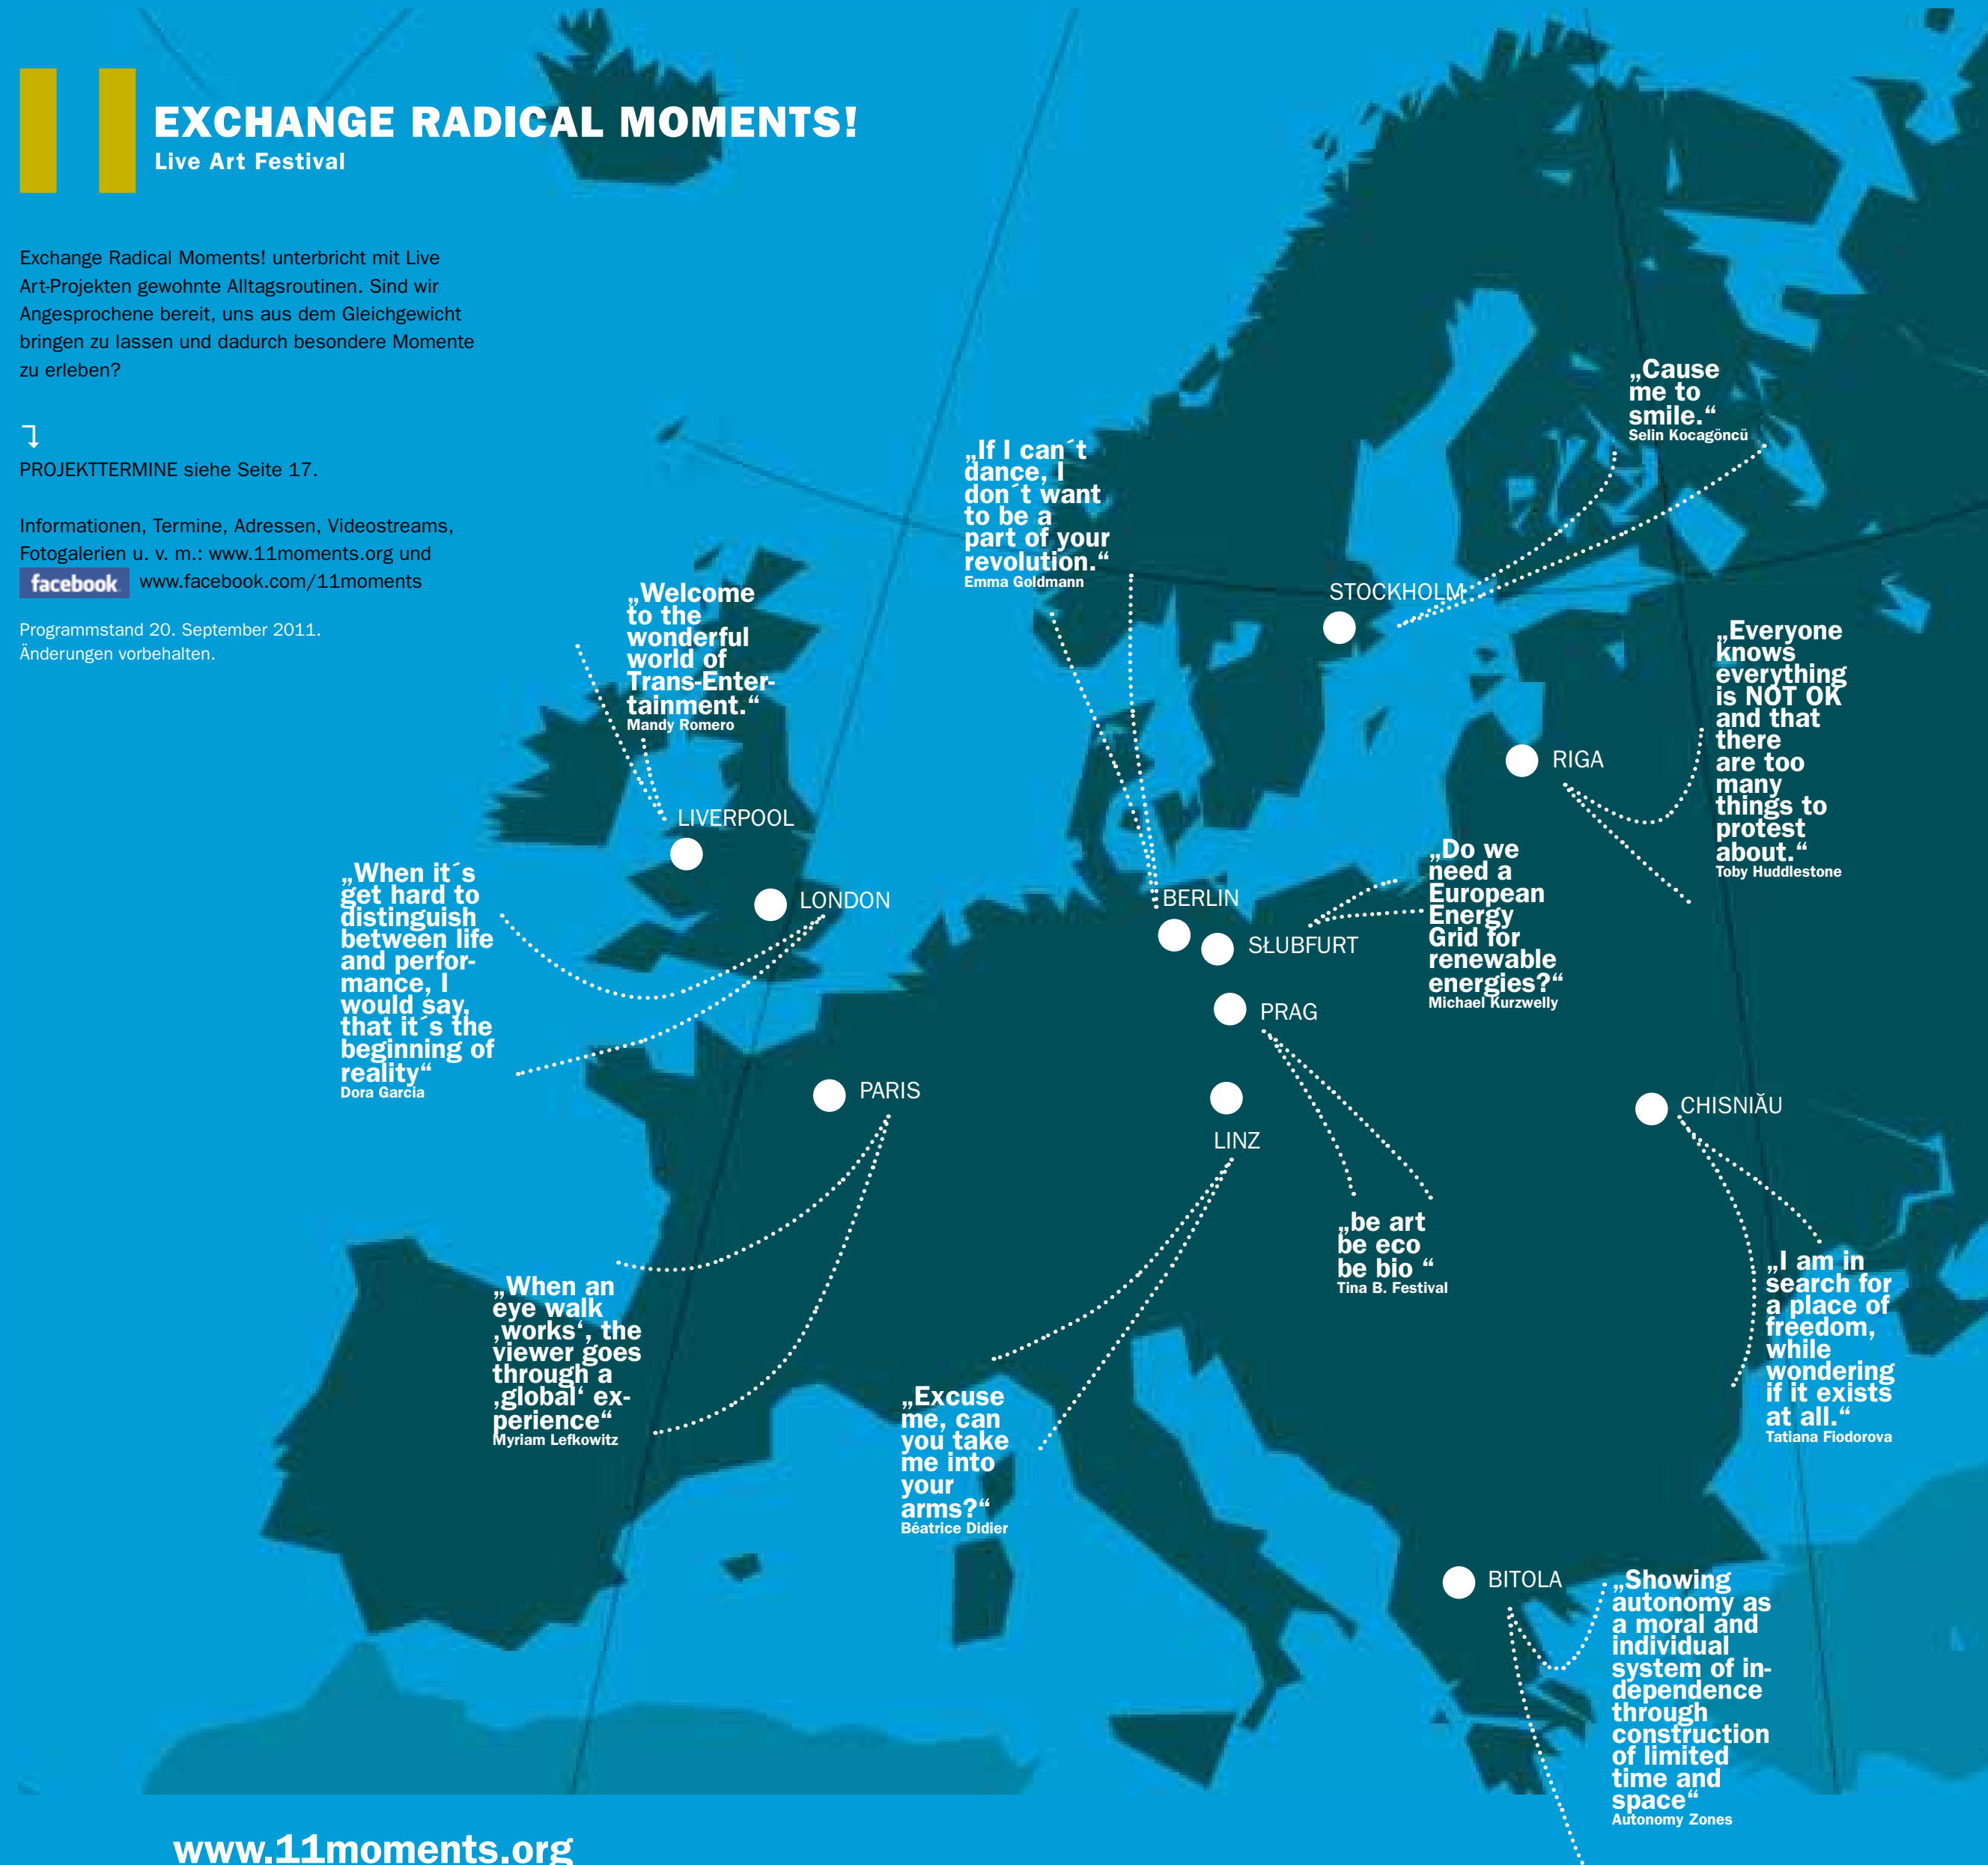 EXCHANGE RADICAL MOMENTS!
Live Art Festival
Exchange Radical Moments! unterbricht mit Live
Art-Projekten gewohnte Alltagsroutinen. Sind wir
Angesprochene bereit, uns aus dem Gleichgewicht
bringen zu lassen und dadurch besondere Momente
zu erleben?
PROJEKTTERMINE siehe Seite 17.
Informationen, Termine, Adressen, Videostreams,
Fotogalerien u. v. m.: www.11moments.org und
facebook www.facebook.com/11moments
Programmstand 20. September 2011.
Änderungen vorbehalten.
„Cause
me to
smile.“
Selin Kocagöncü
STOCKHOLM
„If I can´t
dance, I
don´t want
to be a
part of your
revolution.“
Emma Goldmann
BERLIN
„Welcome
to the
wonderful
world of
Trans-Enter-
tainment.“
Mandy Romero
LIVERPOOL
„Everyone
knows
everything
is NOT OK
and that
there
are too
many
things to
protest
about.“
Toby Huddlestone
RIGA
„When it´s
get hard to
distinguish
between life
and perfor-
mance, I
would say,
that it´s the
beginning of
reality“
Dora Garcia
LONDON
„Do we
need a
European
Energy
Grid for
renewable
energies?“
Michael Kurzwelly
SŁUBFURT
PRAG
„be art
be eco
be bio “
Tina B. Festival
PARIS
„When an
eye walk
‚works‘, the
viewer goes
through a
‚global‘ ex-
perience“
Myriam Lefkowitz
LINZ
„Excuse
me, can
you take
me into
your
arms?“
Béatrice Didier
CHISNIĂU
„I am in
search for
a place of
freedom,
while
wondering
if it exists
at all.“
Tatiana Fiodorova
BITOLA
„Showing
autonomy as
a moral and
individual
system of in-
dependence
through
construction
of limited
time and
space“
Autonomy Zones
www.11moments.org